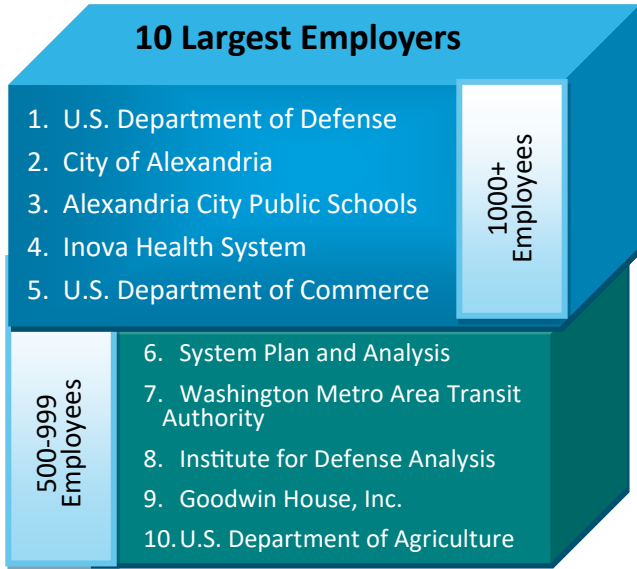 10 Largest Employers
1. U.S. Department of Defense
2. City of Alexandria
3. Alexandria City Public Schools
4. Inova Health System
5. U.S. Department of Commerce
1000+
Employees
500-999
Employees
6. System Plan and Analysis
7. Washington Metro Area Transit
Authority
8. Institute for Defense Analysis
9. Goodwin House, Inc.
10. U.S. Department of Agriculture